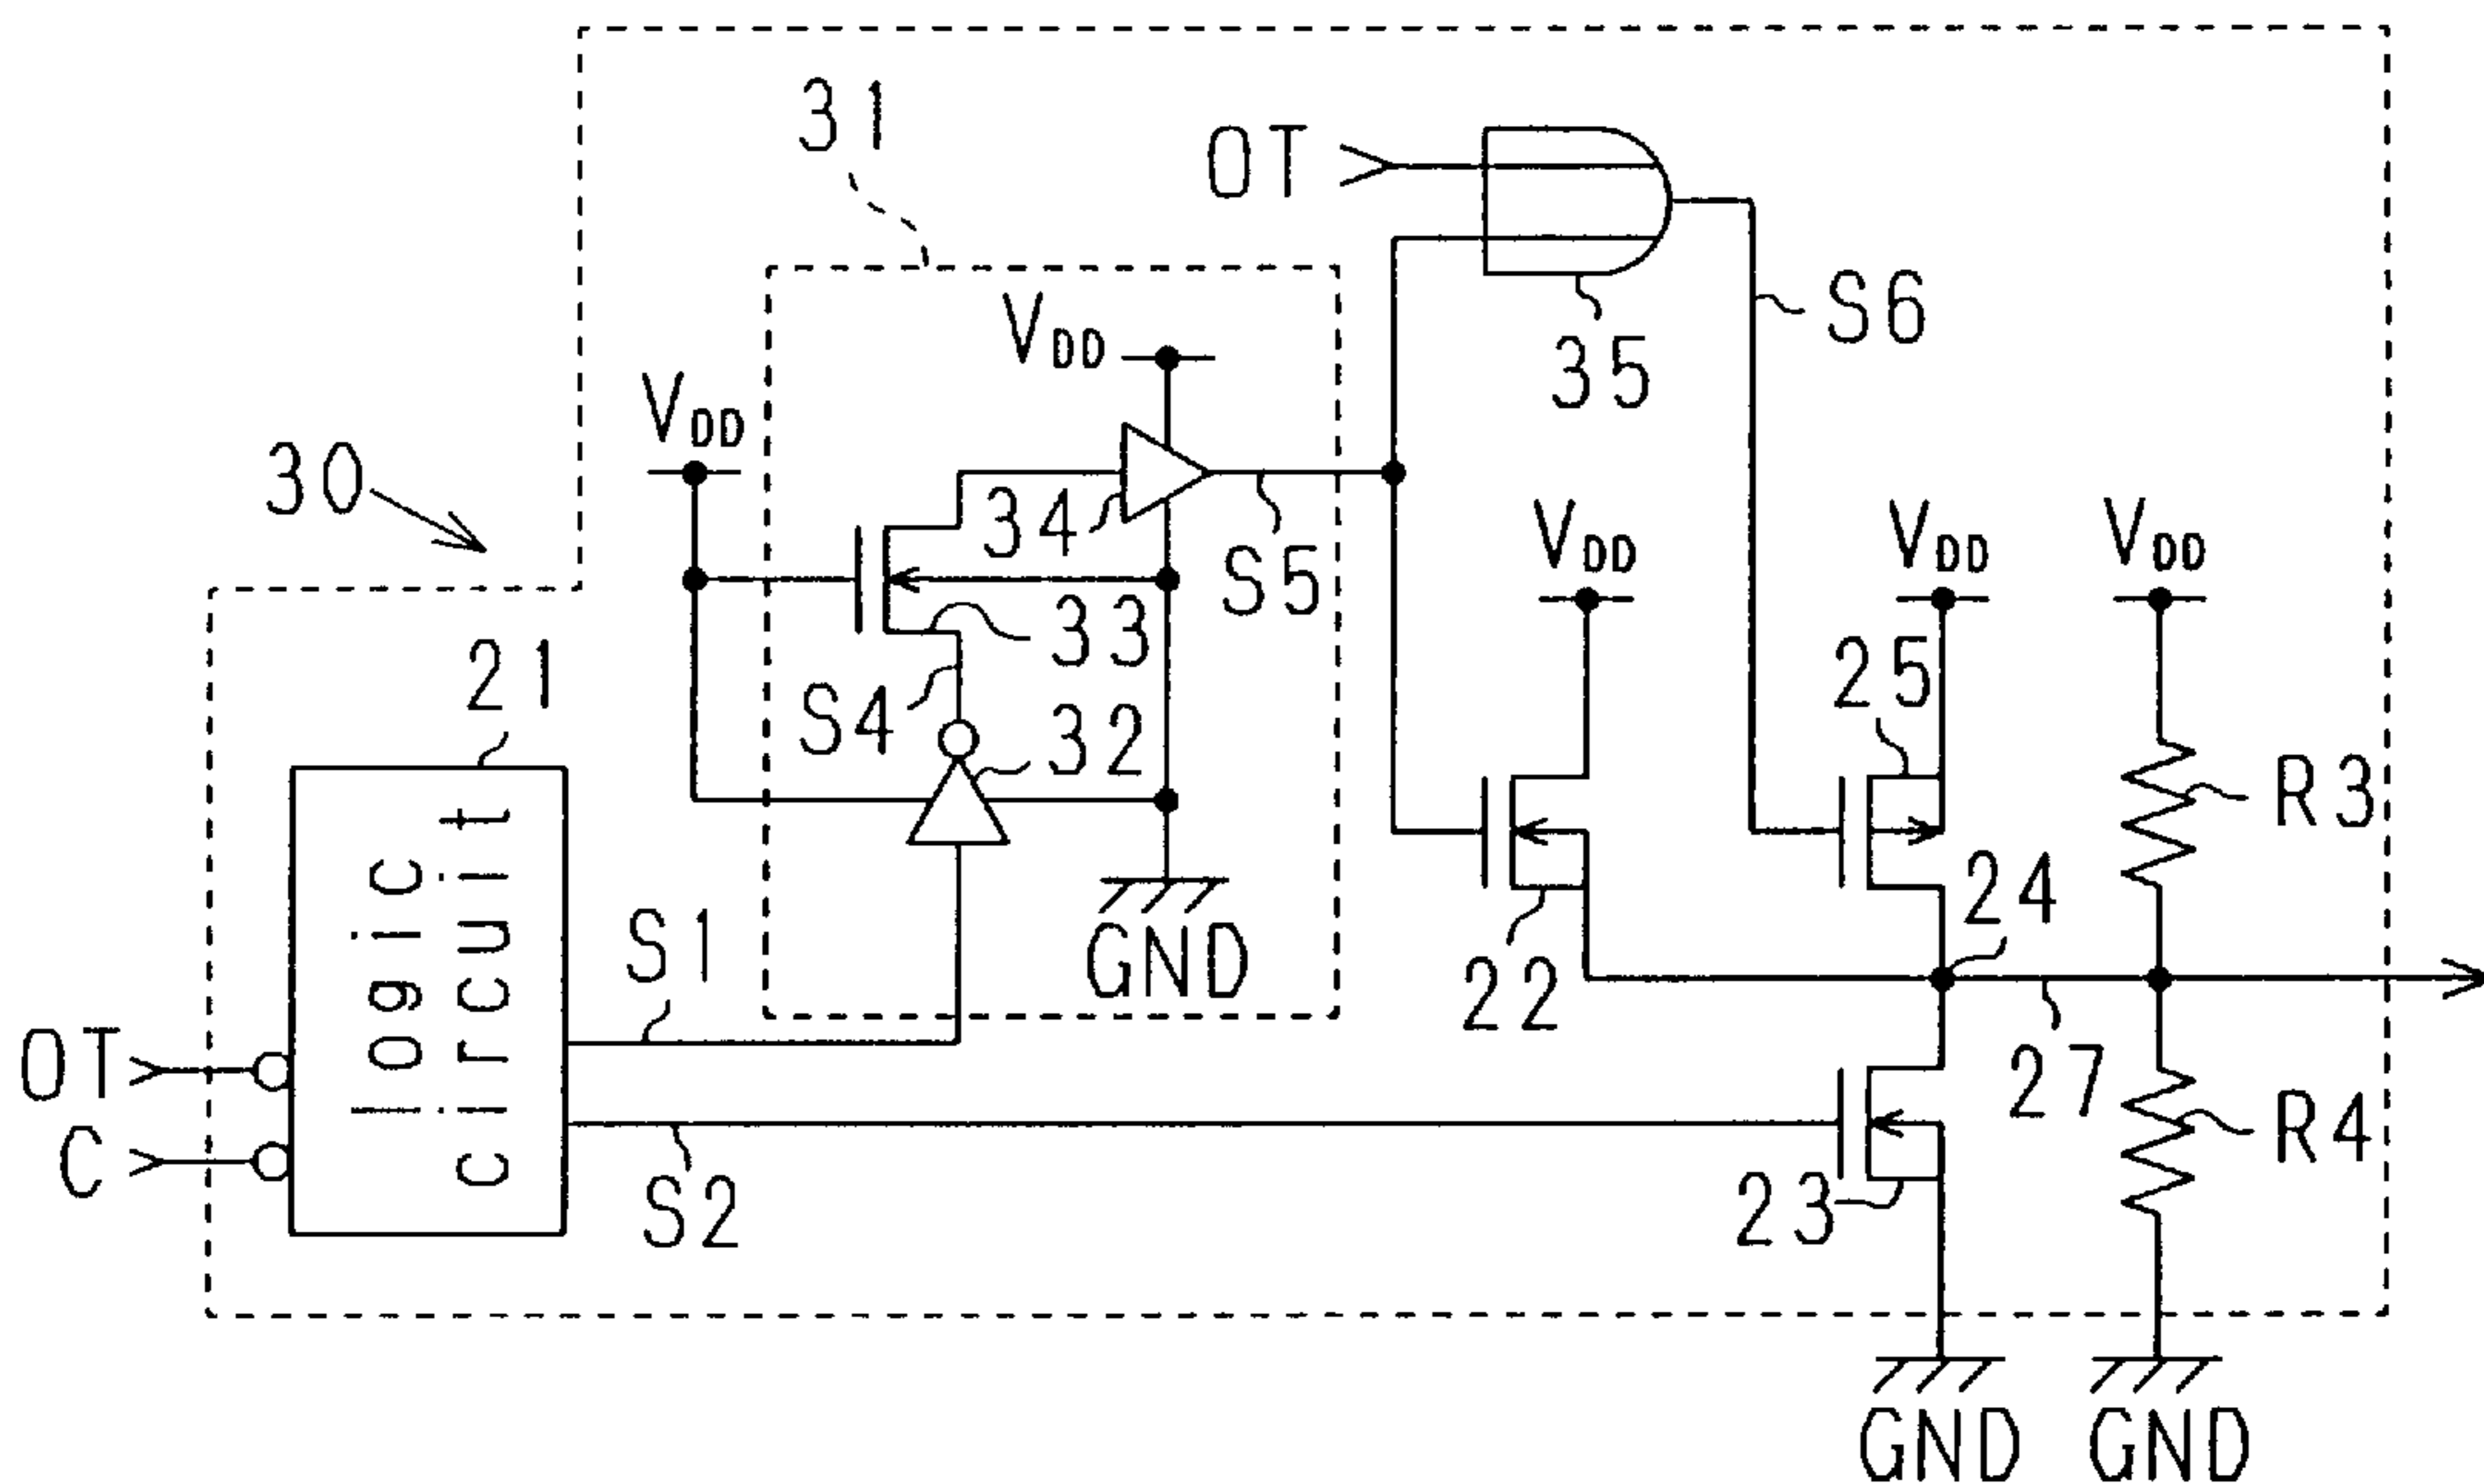 31
OT
S6
35
VDD
VDD
30
34
S5
VDD
VDD
VDD
33
21
25
S4
32
R3
24
logic
circuit
S1
GND
22
OT
27
R4
C
S2
23
GND
GND